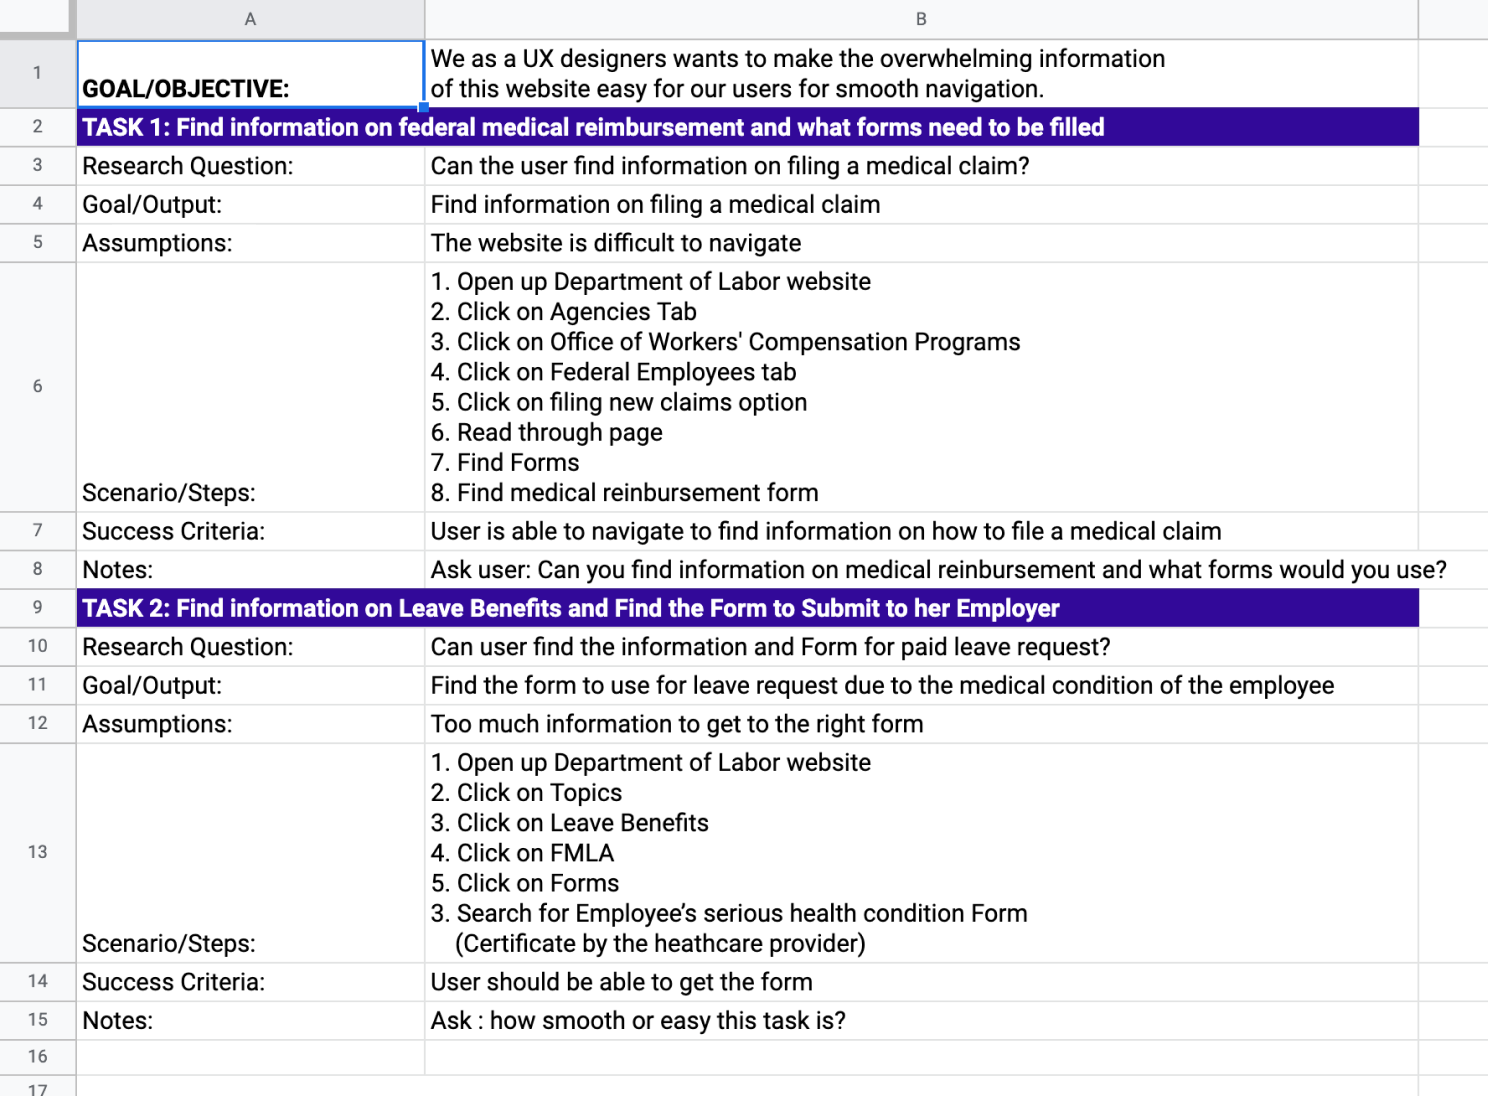 A B
1 GOAL/OBJECTIVE: We as a UX designers wants to make the overwhelming information
of this website easy for our users for smooth navigation.
2 TASK 1: Find information on federal medical reimbursement and what forms need to be filled
3 Research Question: Can the user find information on filing a medical claim?
4 Goal/Output: Find information on filing a medical claim
5 Assumptions: The website is difficult to navigate
6 Scenario/Steps: 1. Open up Department of Labor website
2. Click on Agencies Tab
3. Click on Office of Workers' Compensation Programs
4. Click on Federal Employees tab
5. Click on filing new claims option
6. Read through page
7. Find Forms
8. Find medical reinbursement form
7 Success Criteria: User is able to navigate to find information on how to file a medical claim
8 Notes: Ask user: Can you find information on medical reinbursement and what forms would you use?
9 TASK 2: Find information on Leave Benefits and Find the Form to Submit to her Employer
10 Research Question: Can user find the information and Form for paid leave request?
11 Goal/Output: Find the form to use for leave request due to the medical condition of the employee
12 Assumptions: Too much information to get to the right form
13 Scenario/Steps: 1. Open up Department of Labor website
2. Click on Topics
3. Click on Leave Benefits
4. Click on FMLA
5. Click on Forms
3. Search for Employee’s serious health condition Form
(Certificate by the heathcare provider)
14 Success Criteria: User should be able to get the form
15 Notes: Ask : how smooth or easy this task is?
16
17